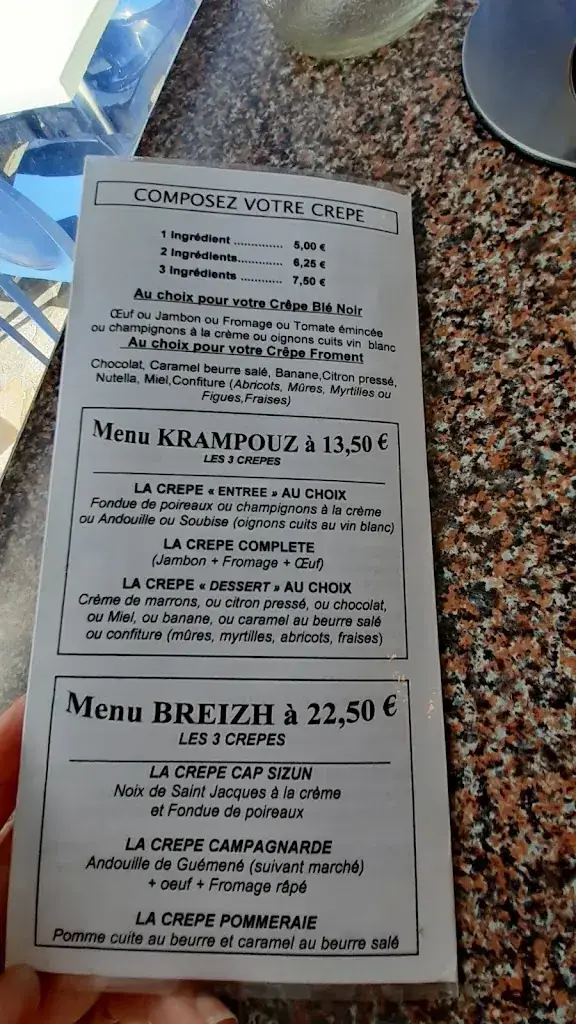 COMPOSEZ VOTRE CREPE
1 Ingrédient ............. 5,00 €
2 Ingrédients............. 6,25 €
3 Ingrédients ............ 7,50 €
Au choix pour votre Crêpe Blé Noir
Œuf ou Jambon ou Fromage ou Tomate émincée
ou champignons à la crème ou oignons cuits vin blanc
Au choix pour votre Crêpe Froment
Chocolat, Caramel beurre salé, Banane,Citron pressé,
Nutella, Miel,Confiture (Abricots, Mûres, Myrtilles ou
Figues,Fraises)
Menu KRAMPOUZ à 13,50 €
LES 3 CREPES
LA CREPE « ENTREE » AU CHOIX
Fondue de poireaux ou champignons à la crème
ou Andouille ou Soubise (oignons cuits au vin blanc)
LA CREPE COMPLETE
(Jambon + Fromage + Œuf)
LA CREPE « DESSERT » AU CHOIX
Crème de marrons, ou citron pressé, ou chocolat,
ou Miel, ou banane, ou caramel au beurre salé
ou confiture (mûres, myrtilles, abricots, fraises)
Menu BREIZH à 22,50 €
LES 3 CREPES
LA CREPE CAP SIZUN
Noix de Saint Jacques à la crème
et Fondue de poireaux
LA CREPE CAMPAGNARDE
Andouille de Guémené (suivant marché)
+ oeuf + Fromage râpé
LA CREPE POMMERAIE
Pomme cuite au beurre et caramel au beurre salé